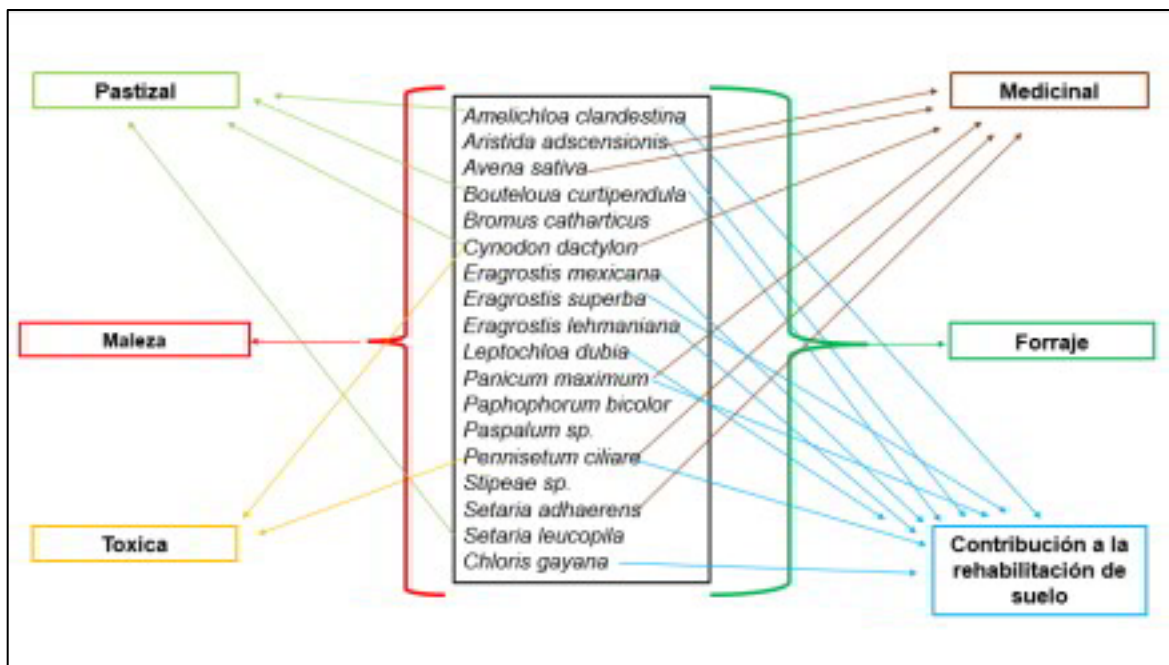 Pastizal
Maleza
Toxica
Amelichloa clandestina
Aristida adscensionis
Avena sativa
Bouteloua curtipendula
Bromus catharticus
Cynodon dactylon
Eragrostis mexicana
Eragrostis superba
Eragrostis lehmaniana
Leptochloa dubia
Panicum maximum
Paphophorum bicolor
Paspalum sp.
Pennisetum ciliare
Stipeae sp.
Setaria adhaerens
Setaria leucopila
Chloris gayana
Medicinal
Forraje
Contribución a la
rehabilitación de
suelo